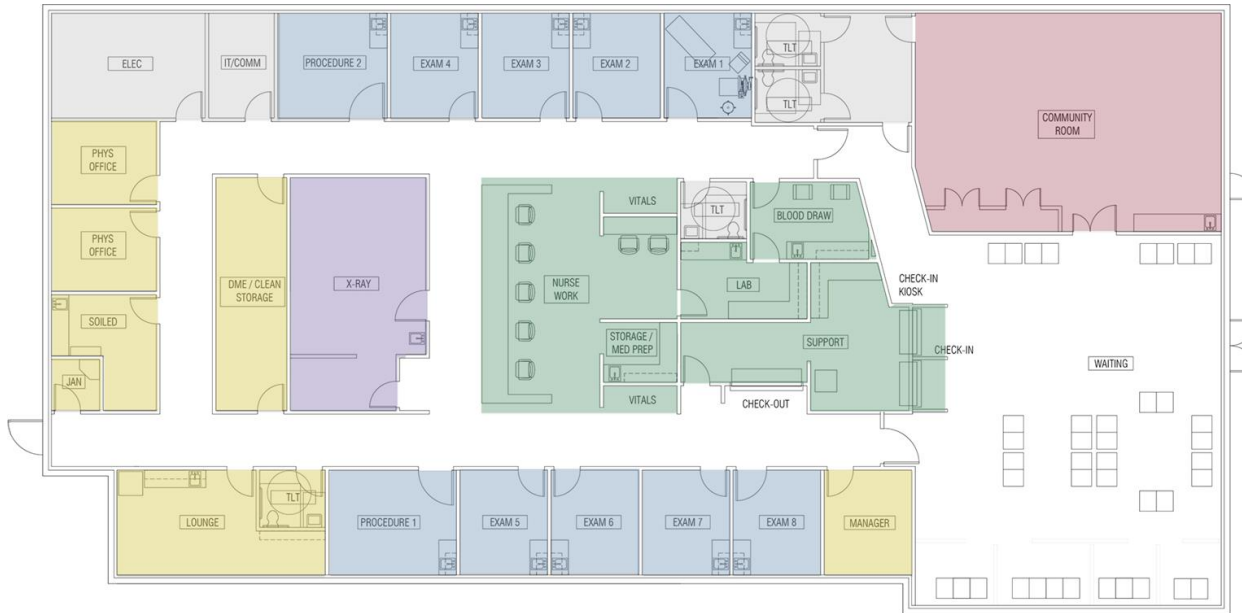 ELEC
IT/COMM
PROCEDURE 2
EXAM 4
EXAM 3
EXAM 2
EXAM 1
TLT
TLT
COMMUNITY
ROOM
PHYS
OFFICE
PHYS
OFFICE
SOILED
JAN
DME / CLEAN
STORAGE
X-RAY
NURSE
WORK
VITALS
TLT
BLOOD DRAW
LAB
STORAGE /
MED PREP
VITALS
SUPPORT
CHECK-IN
KIOSK
CHECK-IN
CHECK-OUT
WAITING
LOUNGE
TLT
PROCEDURE 1
EXAM 5
EXAM 6
EXAM 7
EXAM 8
MANAGER